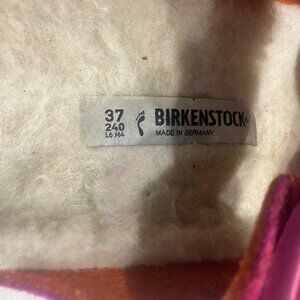 37
240
L6 M4
BIRKENSTOCK
MADE IN GERMANY